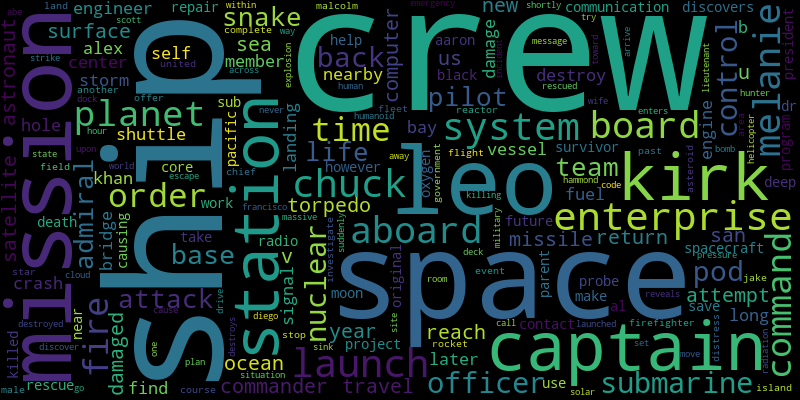 land
engineer
repair
snake
surface
alex
self
center
storm
sea
member
astronaut
satellite
mission
ship
planet
another
dock
hour
shuttle
sub
hole
upon
core
state
field
khan
world
escape
order
work
death
take
base
admiral
bridge
causing
star
cloud
crash
attack
near
fire
destroyed
cause
discover
damaged
killed
rescue
go
male
find
drive
destroys
one
plan
course
commander
chief
station
pacific
francisco
massive
ocean
signal
radio
v
diego
stop
sink
situation
landing
explosion
united
across
offer
way
never
within
complete
scott
malcolm
help
nearby
human
humanoid
back
computer
aaron
us
black
time
life
however
away
fleet
chuck
torpedo
nuclear
suddenly
investigate
moon
year
project
launch
travel
site
original
later
reach
crew
leo
space
captain
aboard
bay
oxygen
government
pilot
system
reactor
vessel
flight
killing
hammond
code
future
military
missile
room
deck
event
parent
contact
call
launched
rocket
officer
use
solar
submarine
set
firefighter
al
make
probe
pod
return
enterprise
spacecraft
san
team
fuel
survivor
board
kirk
destroy
message
rescued
wife
enters
damage
new
communication
try
shortly
toward
arrive
emergency
discovers
lieutenant
engine
control
u
b
melanie
hunter
helicopter
bomb
past
asteroid
president
program
dr
abe
strike
deep
pressure
jake
attempt
save
long
reveals
move
distress
radiation
island
command